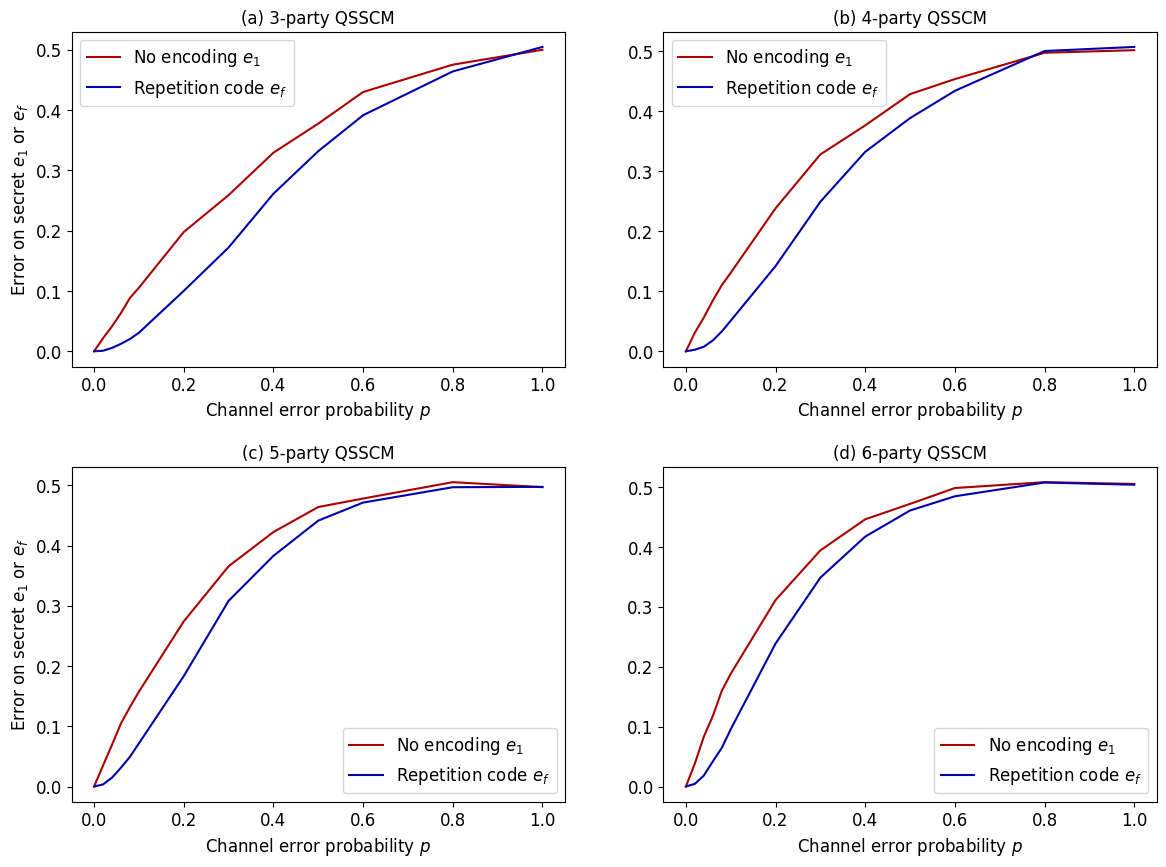 (a) 3-party QSSCM
Error on secret e₁ or e_f
0.5
0.4
0.3
0.2
0.1
0.0
No encoding e₁
Repetition code e_f
0.0 0.2 0.4 0.6 0.8 1.0
Channel error probability p
(b) 4-party QSSCM
0.5
0.4
0.3
0.2
0.1
0.0
No encoding e₁
Repetition code e_f
0.0 0.2 0.4 0.6 0.8 1.0
Channel error probability p
(c) 5-party QSSCM
Error on secret e₁ or e_f
0.5
0.4
0.3
0.2
0.1
0.0
No encoding e₁
Repetition code e_f
0.0 0.2 0.4 0.6 0.8 1.0
Channel error probability p
(d) 6-party QSSCM
0.5
0.4
0.3
0.2
0.1
0.0
No encoding e₁
Repetition code e_f
0.0 0.2 0.4 0.6 0.8 1.0
Channel error probability p